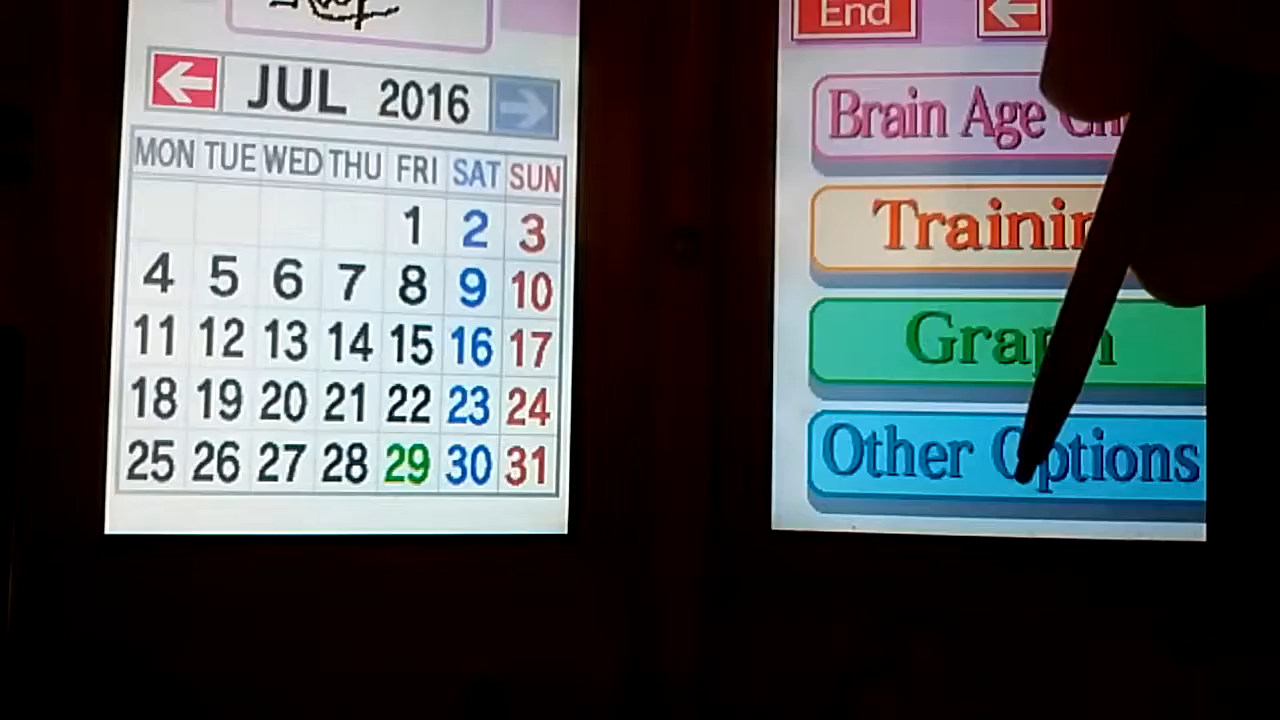 JUL 2016
MON TUE WED THU FRI SAT SUN
1 2 3
4 5 6 7 8 9 10
11 12 13 14 15 16 17
18 19 20 21 22 23 24
25 26 27 28 29 30 31
End
Brain Age
Graph
Other Options